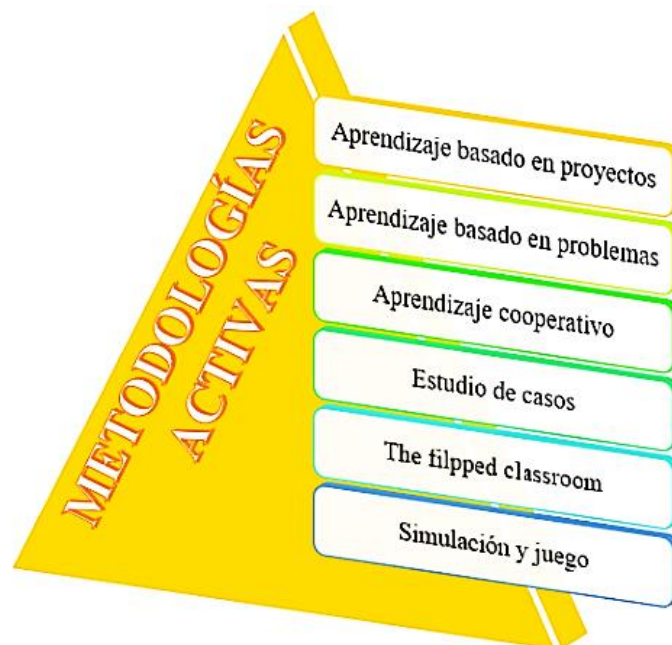 METODOLOGÍAS
ACTIVAS
Aprendizaje basado en proyectos
Aprendizaje basado en problemas
Aprendizaje cooperativo
Estudio de casos
The filpped classroom
Simulación y juego